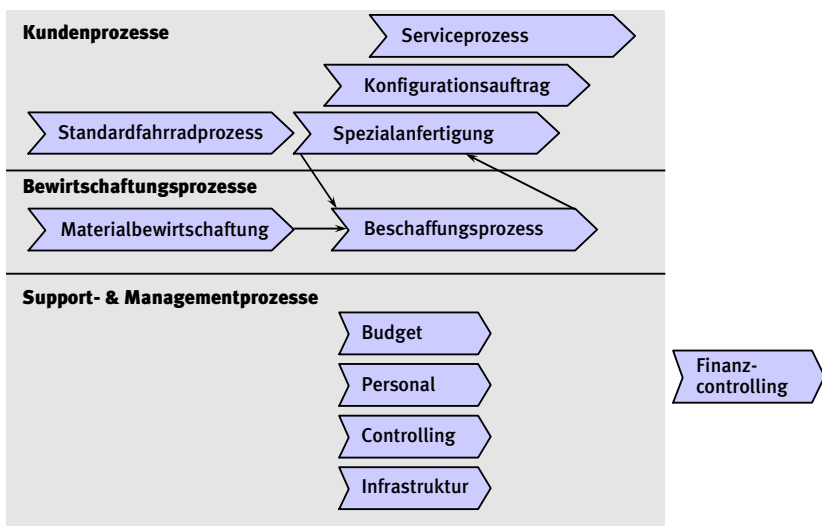 Kundenprozesse
Serviceprozess
Konfigurationsauftrag
Standardfahrradprozess
Spezialanfertigung
Bewirtschaftungsprozesse
Materialbewirtschaftung
Beschaffungsprozess
Support- & Managementprozesse
Budget
Personal
Controlling
Infrastruktur
Finanz-
controlling